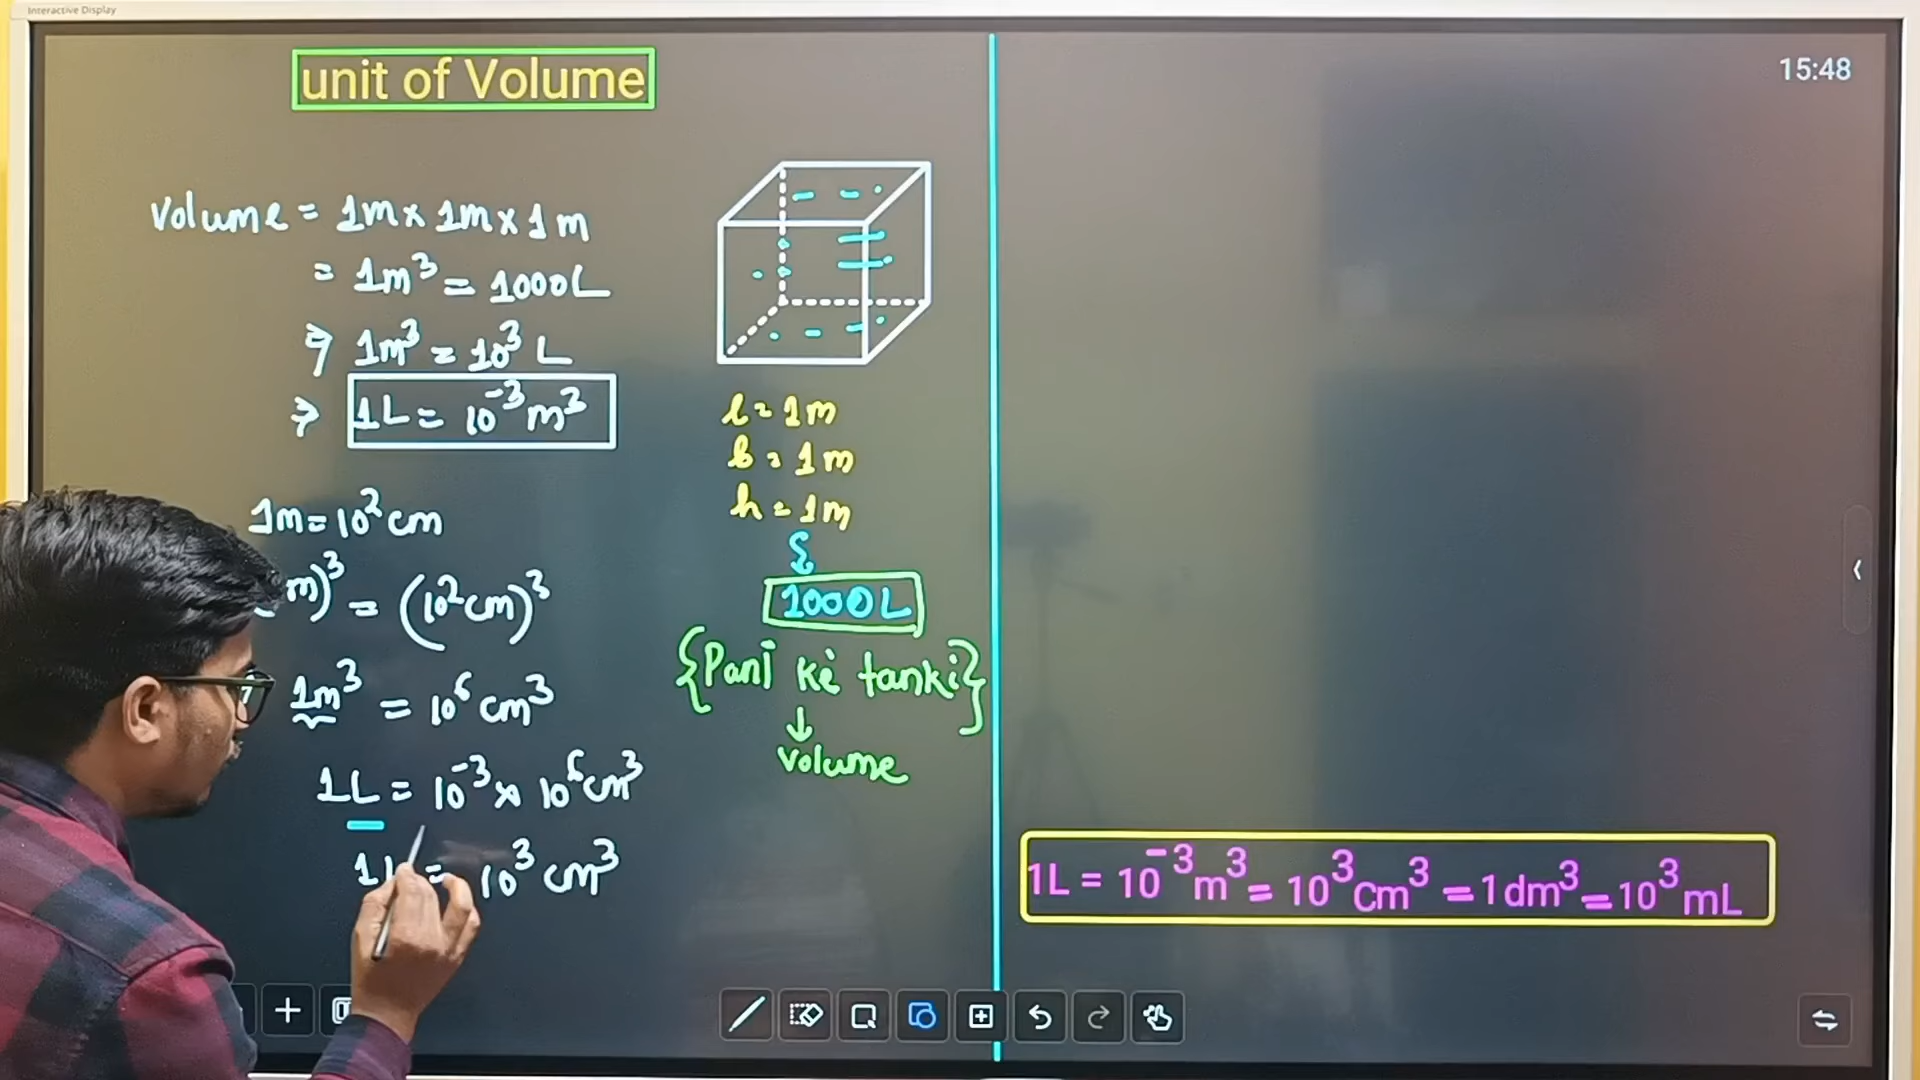 Interactive Display
unit of Volume
15:48
Volume = 1m x 1m x 1m
= 1m³ = 1000L
⇒ 1m³ = 10³ L
⇒ 1L = 10⁻³ m³
1m = 10² cm
m)³ = (10² cm)³
1m³ = 10⁶ cm³
1L = 10⁻³ x 10⁶ cm³
1L = 10³ cm³
l = 1m
b = 1m
h = 1m
1000L
{Pani ki tanki}
↓
Volume
1L = 10⁻³m³ = 10³Cm³ = 1dm³ = 10³mL